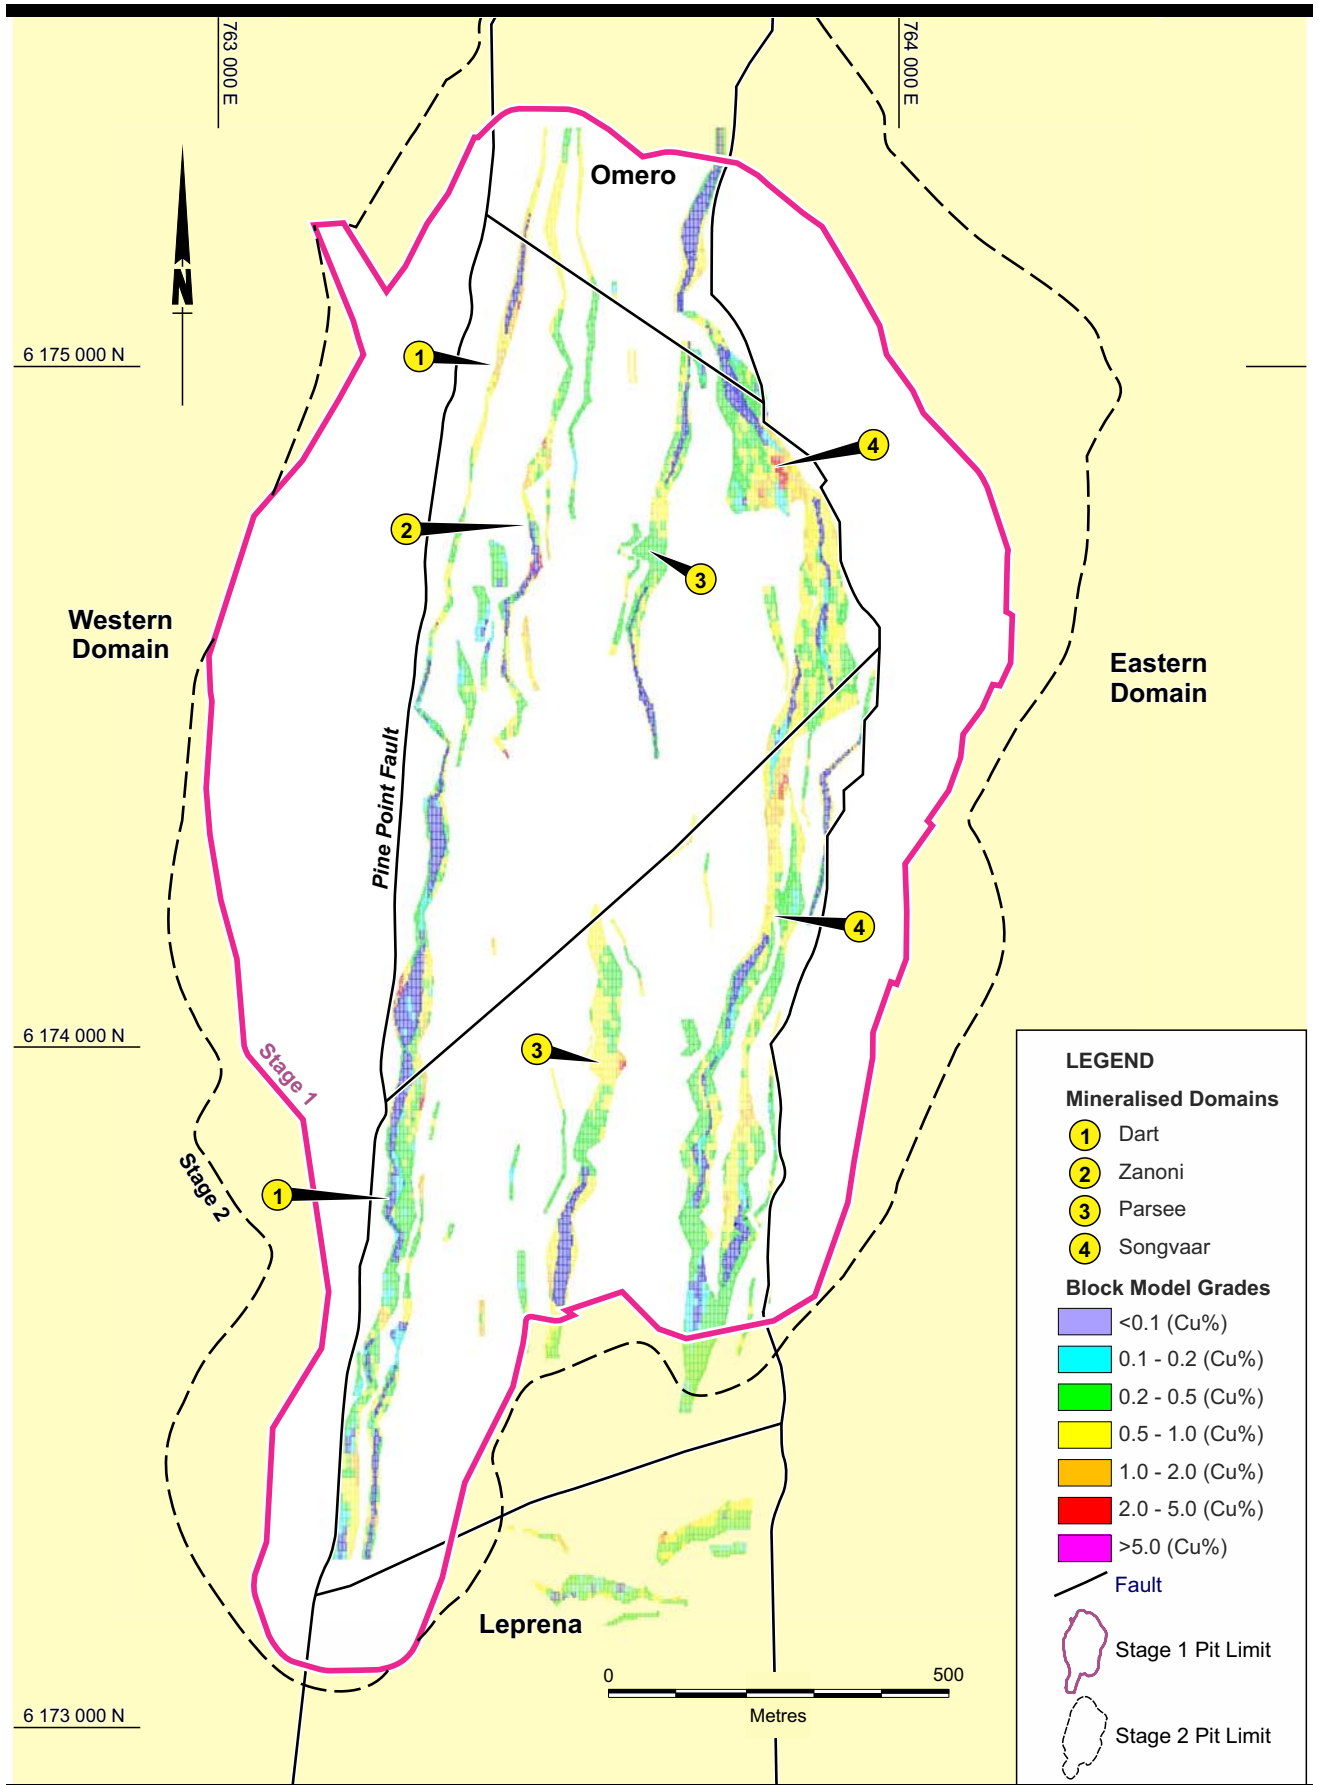 763 000 E
764 000 E
Omero
N
6 175 000 N
1
4
2
3
Western
Domain
Eastern
Domain
Pine Point Fault
4
6 174 000 N
3
Stage 1
Stage 2
1
Leprena
0 500
Metres
6 173 000 N
LEGEND
Mineralised Domains
1 Dart
2 Zanoni
3 Parsee
4 Songvaar
Block Model Grades
<0.1 (Cu%)
0.1 - 0.2 (Cu%)
0.2 - 0.5 (Cu%)
0.5 - 1.0 (Cu%)
1.0 - 2.0 (Cu%)
2.0 - 5.0 (Cu%)
>5.0 (Cu%)
Fault
Stage 1 Pit Limit
Stage 2 Pit Limit